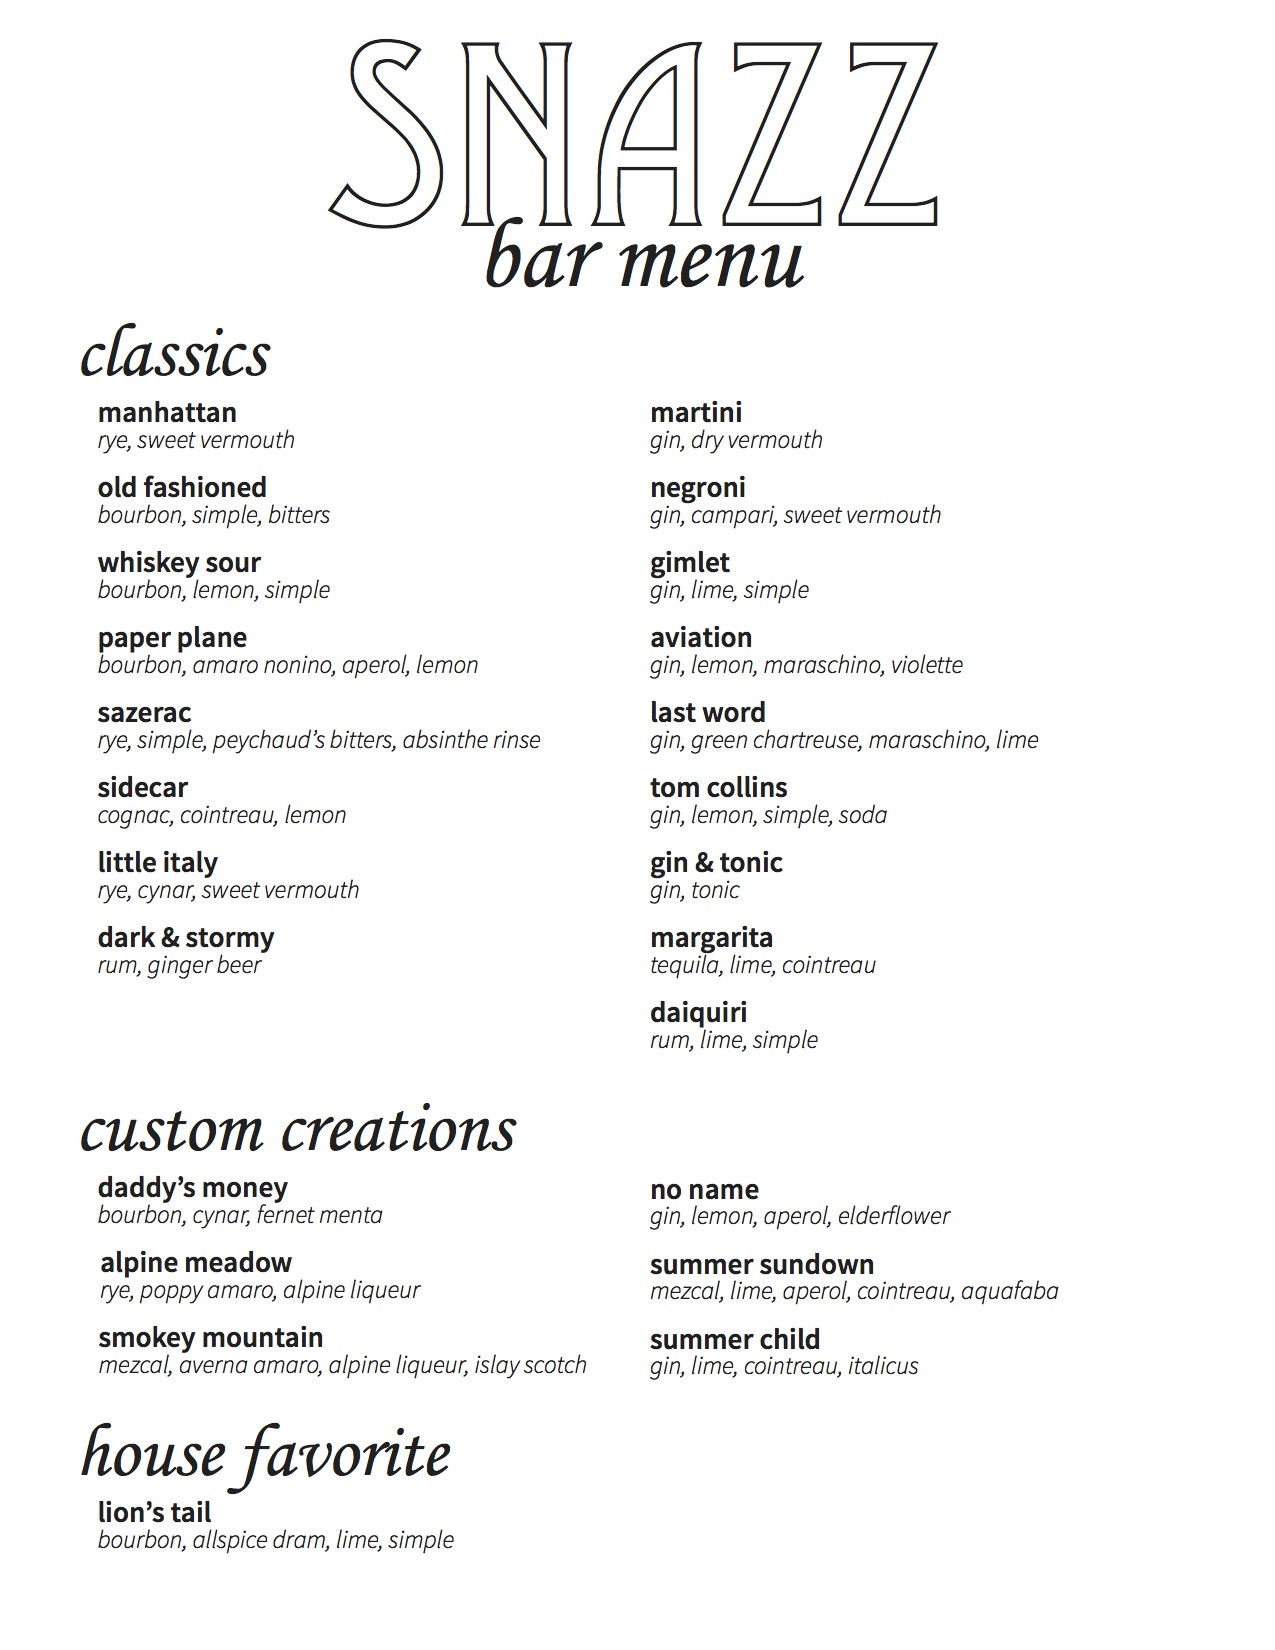 SNAZZ
bar menu
classics
manhattan
rye, sweet vermouth
old fashioned
bourbon, simple, bitters
whiskey sour
bourbon, lemon, simple
paper plane
bourbon, amaro nonino, aperol, lemon
sazerac
rye, simple, peychaud’s bitters, absinthe rinse
sidecar
cognac, cointreau, lemon
little italy
rye, cynar, sweet vermouth
dark & stormy
rum, ginger beer
martini
gin, dry vermouth
negroni
gin, campari, sweet vermouth
gimlet
gin, lime, simple
aviation
gin, lemon, maraschino, violette
last word
gin, green chartreuse, maraschino, lime
tom collins
gin, lemon, simple, soda
gin & tonic
gin, tonic
margarita
tequila, lime, cointreau
daiquiri
rum, lime, simple
custom creations
daddy’s money
bourbon, cynar, fernet menta
alpine meadow
rye, poppy amaro, alpine liqueur
smokey mountain
mezcal, averna amaro, alpine liqueur, islay scotch
no name
gin, lemon, aperol, elderflower
summer sundown
mezcal, lime, aperol, cointreau, aquafaba
summer child
gin, lime, cointreau, italicus
house favorite
lion’s tail
bourbon, allspice dram, lime, simple